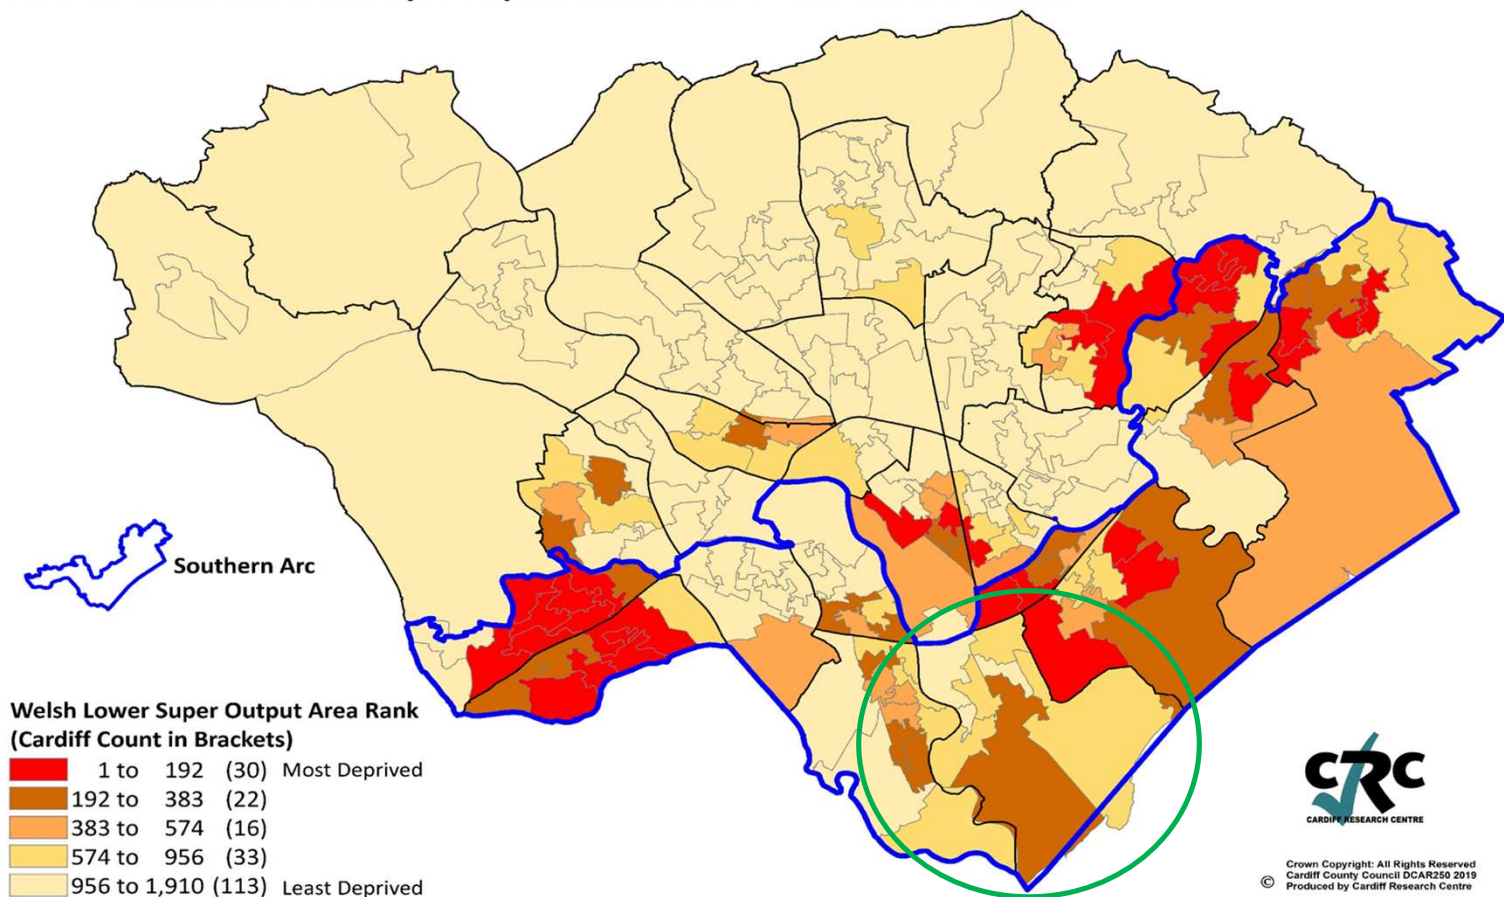 Southern Arc
Welsh Lower Super Output Area Rank
(Cardiff Count in Brackets)
1 to 192 (30) Most Deprived
192 to 383 (22)
383 to 574 (16)
574 to 956 (33)
956 to 1,910 (113) Least Deprived
CRC
CARDIFF RESEARCH CENTRE
Crown Copyright: All Rights Reserved
Cardiff County Council DCAR250 2019
© Produced by Cardiff Research Centre